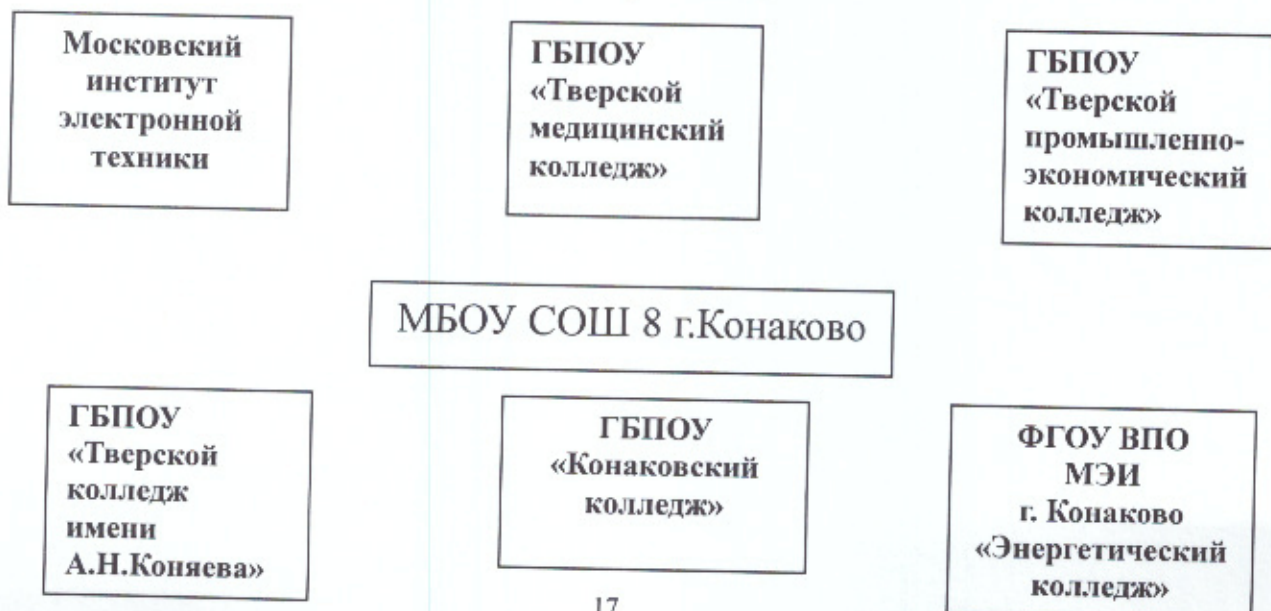 Московский
институт
электронной
техники
ГБПОУ
«Тверской
медицинский
колледж»
ГБПОУ
«Тверской
промышленно-
экономический
колледж»
МБОУ СОШ 8 г.Конаково
ГБПОУ
«Тверской
колледж
имени
А.Н.Коняева»
ГБПОУ
«Конаковский
колледж»
ФГОУ ВПО
МЭИ
г. Конаково
«Энергетический
колледж»
17